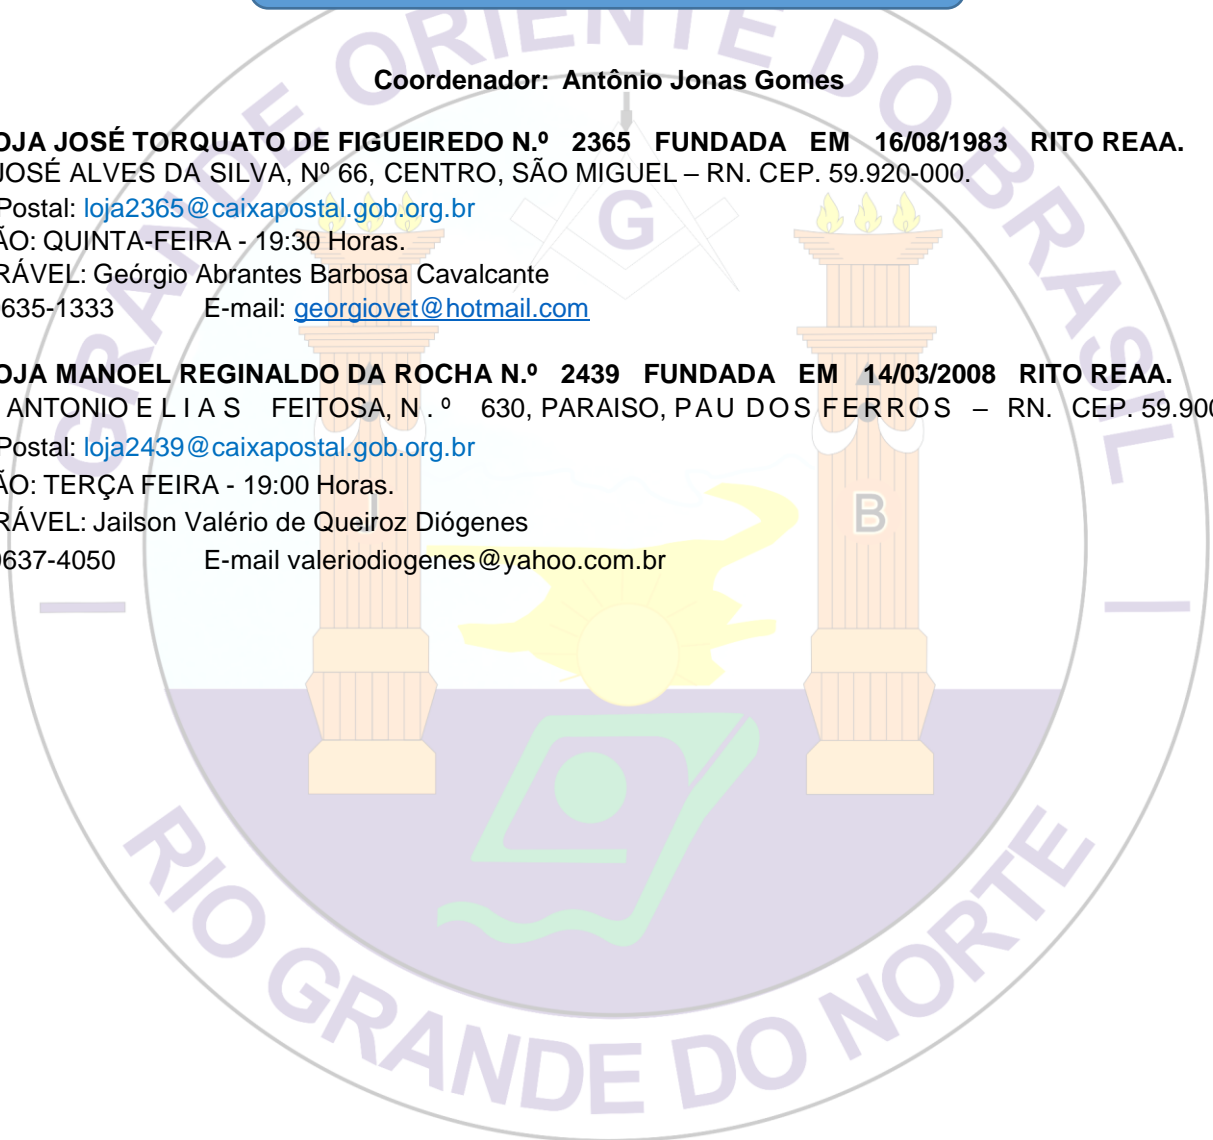 Coordenador: Antônio Jonas Gomes
OJA JOSÉ TORQUATO DE FIGUEIREDO N.º 2365 FUNDADA EM 16/08/1983 RITO REAA.
JOSÉ ALVES DA SILVA, Nº 66, CENTRO, SÃO MIGUEL – RN. CEP. 59.920-000.
Postal: loja2365@caixapostal.gob.org.br
ÃO: QUINTA-FEIRA - 19:30 Horas.
RÁVEL: Geórgio Abrantes Barbosa Cavalcante
9635-1333 E-mail: georgiovet@hotmail.com
OJA MANOEL REGINALDO DA ROCHA N.º 2439 FUNDADA EM 14/03/2008 RITO REAA.
ANTONIO E L I A S FEITOSA, N . º 630, PARAISO, PAU DOS FERROS – RN. CEP. 59.900
Postal: loja2439@caixapostal.gob.org.br
ÃO: TERÇA FEIRA - 19:00 Horas.
RÁVEL: Jailson Valério de Queiroz Diógenes
9637-4050 E-mail valeriodiogenes@yahoo.com.br
GRANDE ORIENTE DO BRASIL
G
J
B
RIO GRANDE DO NORTE